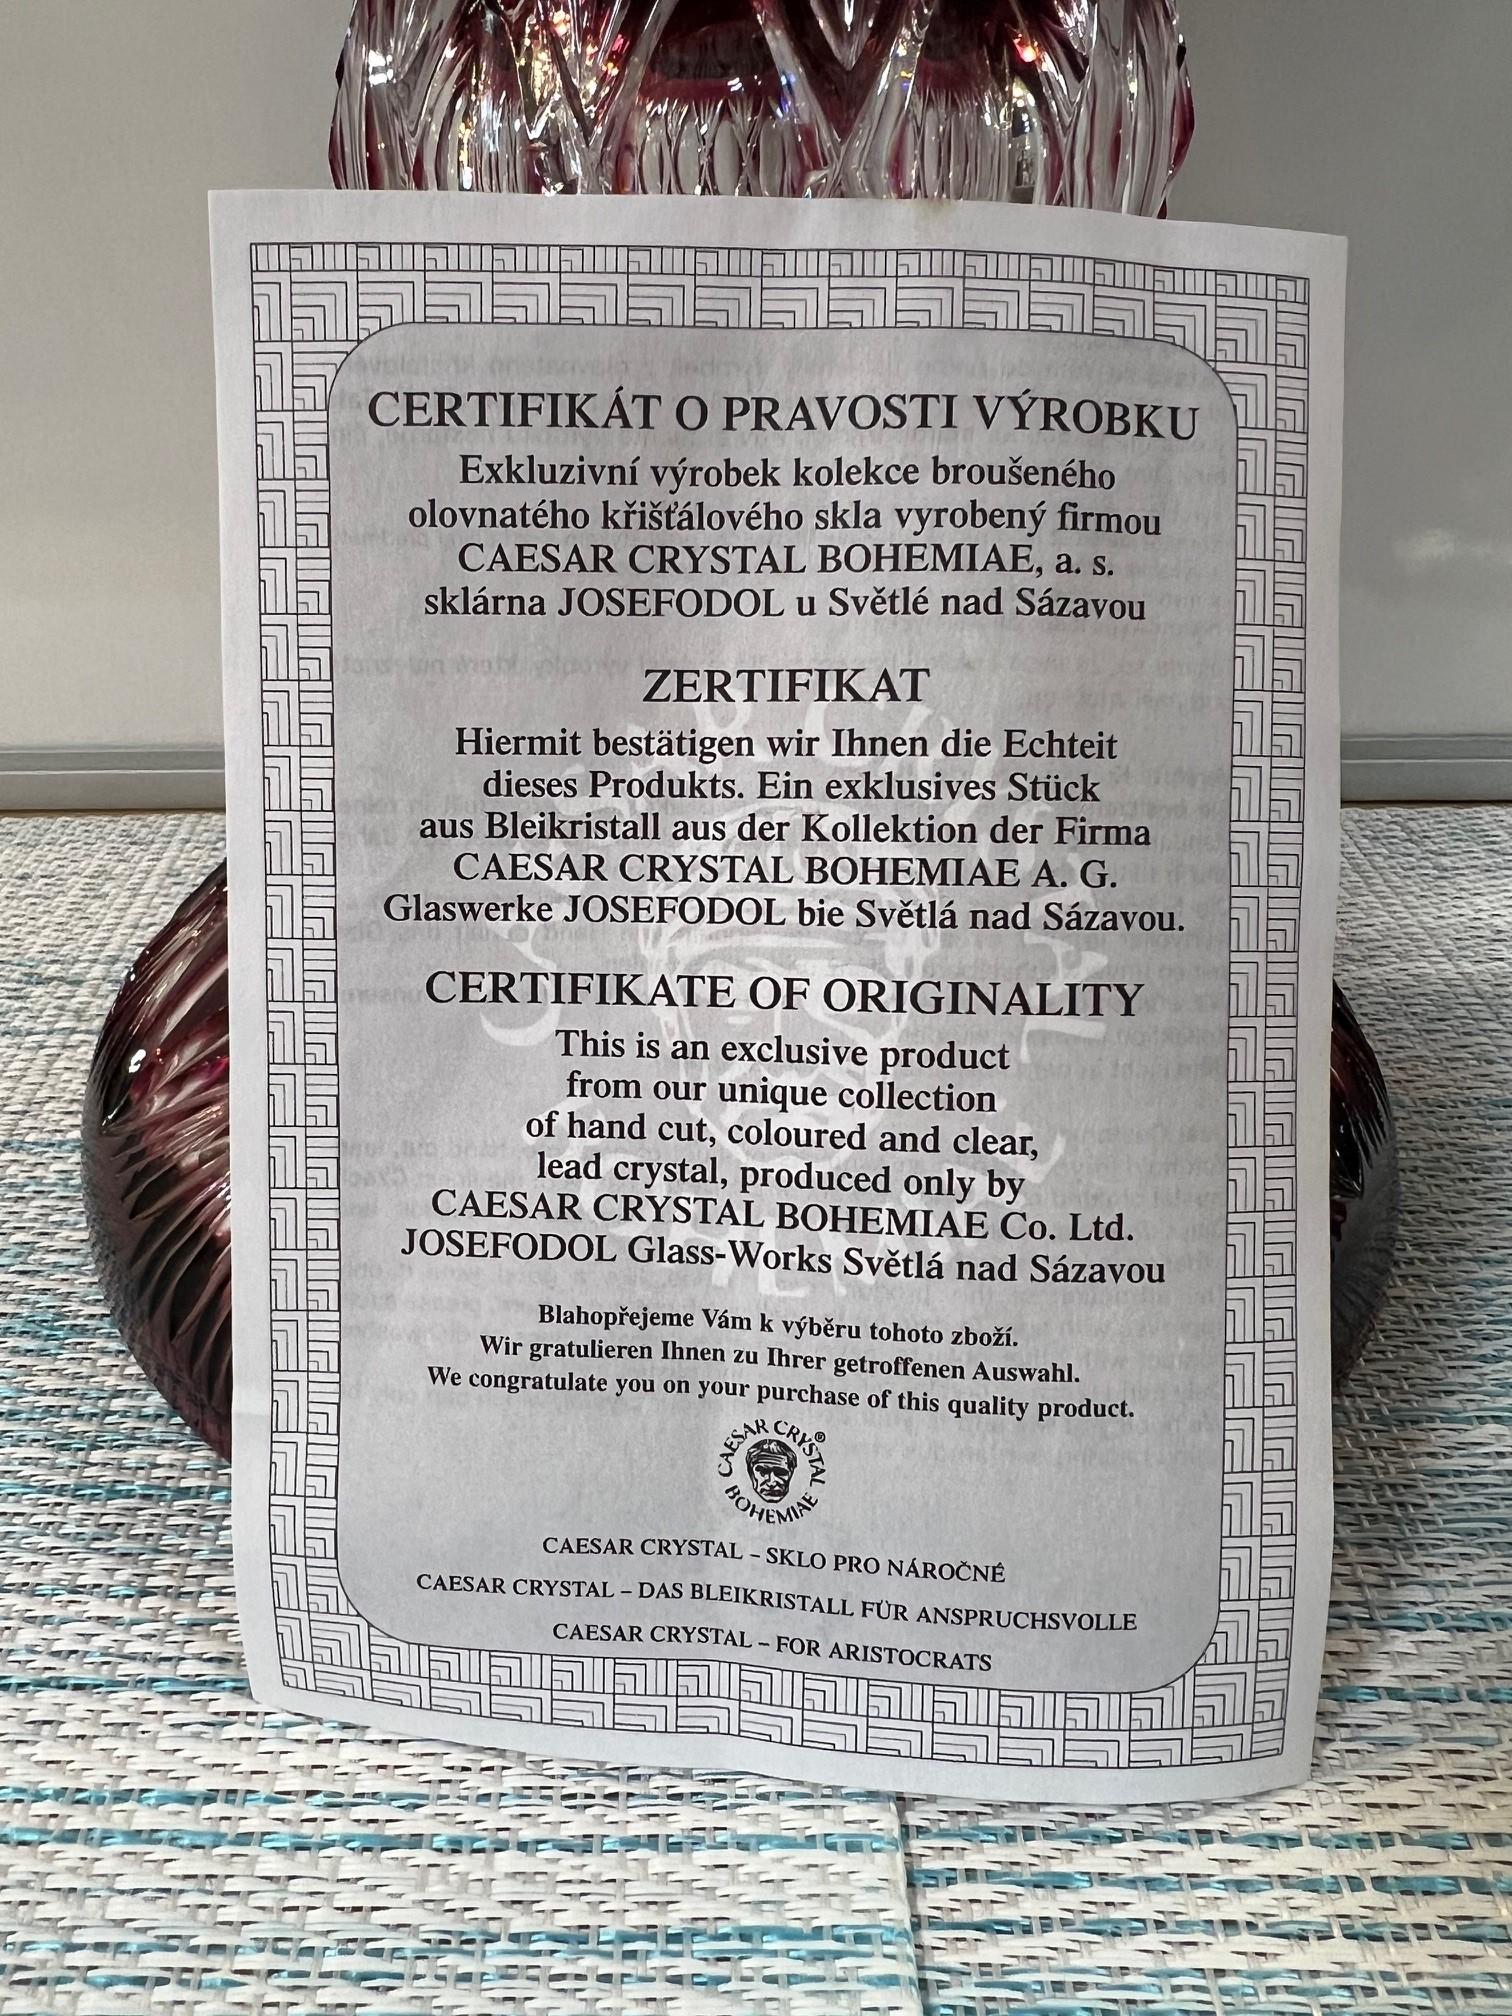 CERTIFIKÁT O PRAVOSTI VÝROBKU
Exkluzivní výrobek kolekce broušeného
olovnatého křišťálového skla vyrobený firmou
CAESAR CRYSTAL BOHEMIAE, a. s.
sklárna JOSEFODOL u Světlé nad Sázavou
ZERTIFIKAT
Hiermit bestätigen wir Ihnen die Echteit
dieses Produkts. Ein exklusives Stück
aus Bleikristall aus der Kollektion der Firma
CAESAR CRYSTAL BOHEMIAE A. G.
Glaswerke JOSEFODOL bie Světlá nad Sázavou.
CERTIFIKATE OF ORIGINALITY
This is an exclusive product
from our unique collection
of hand cut, coloured and clear,
lead crystal, produced only by
CAESAR CRYSTAL BOHEMIAE Co. Ltd.
JOSEFODOL Glass-Works Světlá nad Sázavou
Blahopřejeme Vám k výběru tohoto zboží.
Wir gratulieren Ihnen zu Ihrer getroffenen Auswahl.
We congratulate you on your purchase of this quality product.
CAESAR CRYSTAL ®
BOHEMIAE
CAESAR CRYSTAL – SKLO PRO NÁROČNÉ
CAESAR CRYSTAL – DAS BLEIKRISTALL FÜR ANSPRUCHSVOLLE
CAESAR CRYSTAL – FOR ARISTOCRATS